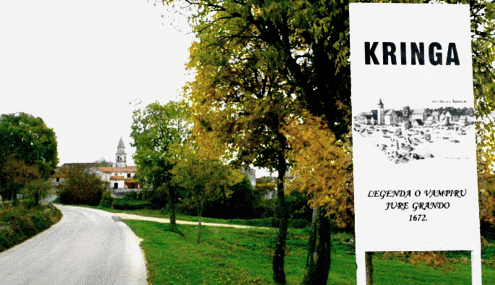 KRINGA
LEGENDA O VAMPIRU
JURE GRANDO
1672.